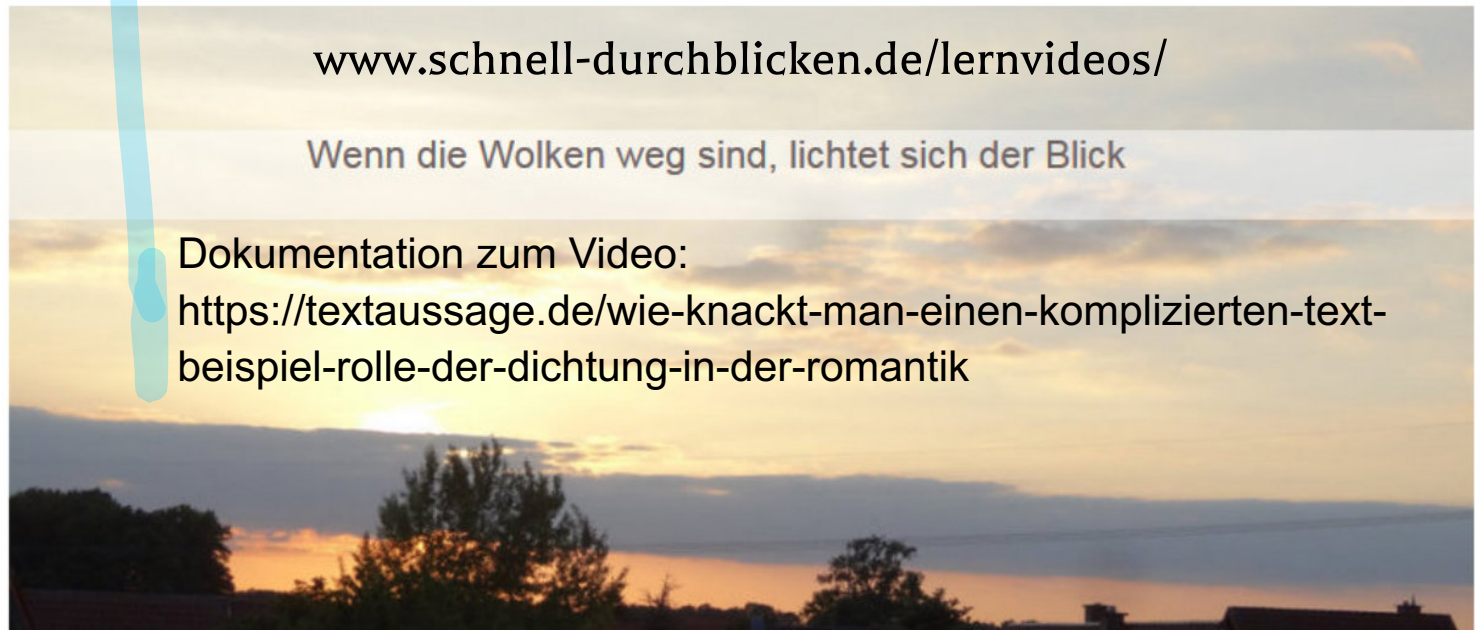 www.schnell-durchblicken.de/lernvideos/
Wenn die Wolken weg sind, lichtet sich der Blick
Dokumentation zum Video:
https://textaussage.de/wie-knackt-man-einen-komplizierten-text-
beispiel-rolle-der-dichtung-in-der-romantik